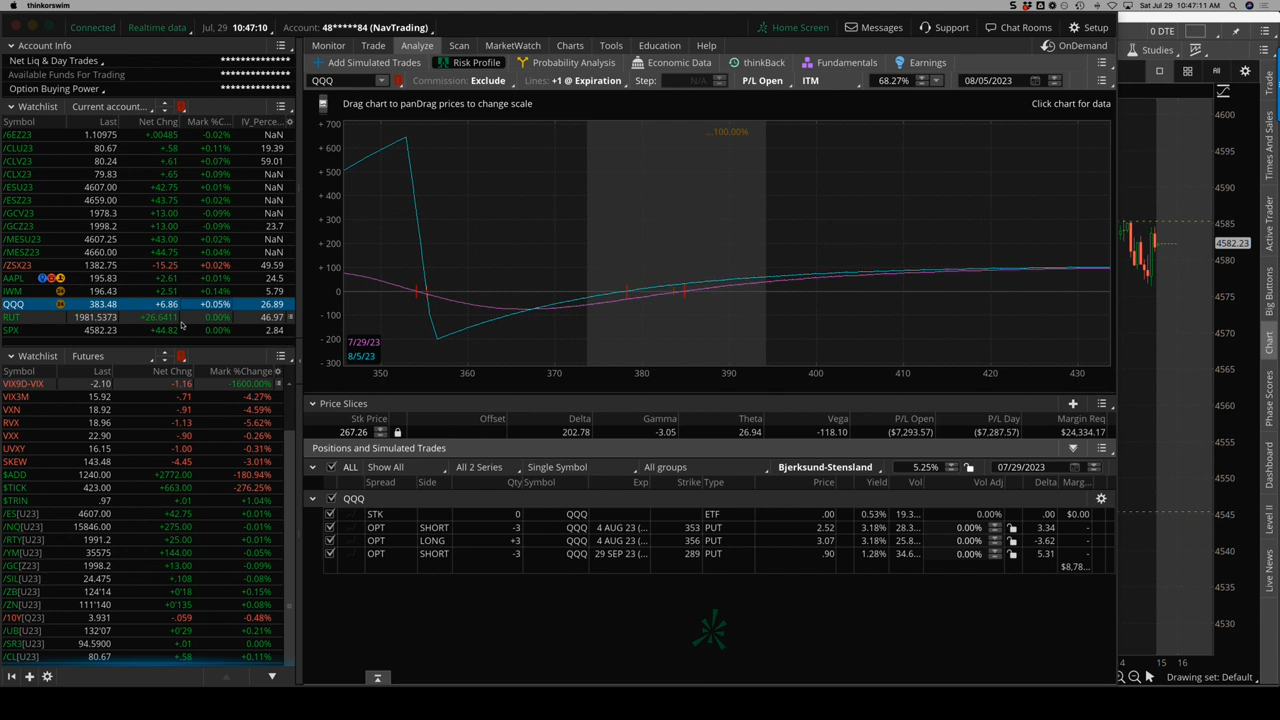 thinkorswim
Sat Jul 29 10:47:11 AM
Connected Realtime data Jul, 29 10:47:10 Account: 48*****84 (NavTrading)
Home Screen Messages Support Chat Rooms Setup
0 DTE
Account Info
Net Liq & Day Trades **************
Available Funds For Trading **************
Option Buying Power **************
Monitor Trade Analyze Scan MarketWatch Charts Tools Education Help OnDemand
Studies
Add Simulated Trades Risk Profile Probability Analysis Economic Data thinkBack Fundamentals Earnings
QQQ Commission: Exclude Lines: +1 @ Expiration Step: N/A P/L Open ITM 68.27% 08/05/2023
Drag chart to panDrag prices to change scale Click chart for data
Watchlist Current account...
Symbol Last Net Chng Mark %C... IV_Perce...
/6EZ23 1.10975 +.00485 -0.02% NaN
/CLU23 80.67 +.58 +0.11% 19.39
/CLV23 80.24 +.61 +0.07% 59.01
/CLX23 79.83 +.65 +0.09% NaN
/ESU23 4607.00 +42.75 +0.01% NaN
/ESZ23 4659.00 +43.75 +0.01% NaN
/GCV23 1978.3 +13.00 -0.09% NaN
/GCZ23 1998.2 +13.00 -0.09% 23.7
/MESU23 4607.25 +43.00 +0.02% NaN
/MESZ23 4660.00 +44.75 +0.04% NaN
/ZSX23 1382.75 -15.25 +0.02% 49.59
AAPL 195.83 +2.61 +0.04% 24.5
IWM 196.43 +2.51 +0.14% 5.79
QQQ 383.48 +6.86 +0.05% 26.89
RUT 1981.5373 +26.6411 0.00% 46.97
SPX 4582.23 +44.82 0.00% 2.84
Watchlist Futures
Symbol Last Net Chng Mark %Change
VIX9D-VIX -2.10 -1.16 -1600.00%
VIX3M 15.92 -.71 -4.27%
VXN 18.92 -.91 -4.59%
RVX 18.92 -1.13 -5.62%
VXX 22.90 -.90 -0.26%
UVXY 16.15 -1.00 -0.31%
SKEW 143.48 -4.45 -3.01%
$ADD 1240.00 +2772.00 -180.94%
$TICK 423.00 +663.00 -276.25%
$TRIN .97 +.01 +1.04%
/ES[U23] 4607.00 +42.75 +0.01%
/NQ[U23] 15846.00 +275.00 +0.01%
/RTY[U23] 1991.2 +25.00 +0.01%
/YM[U23] 35575 +144.00 -0.05%
/GC[Z23] 1998.2 +13.00 -0.09%
/SIL[U23] 24.475 +.108 -0.08%
/ZB[U23] 124'14 +0'18 +0.15%
/ZN[U23] 111'140 +0'135 +0.08%
/10Y[Q23] 3.931 -.059 -0.48%
/UB[U23] 132'07 +0'29 +0.21%
/SR3[U23] 94.5900 +.01 0.00%
/CL[U23] 80.67 +.58 +0.11%
...100.00%
+ 700
+ 600
+ 500
+ 400
+ 300
+ 200
+ 100
0
- 100
- 200
- 300
7/29/23
8/5/23
350 360 370 380 390 400 410 420 430
Price Slices
Stk Price Offset Delta Gamma Theta Vega P/L Open P/L Day Margin Req
267.26 202.78 -3.05 26.94 -118.10 ($7,293.57) ($7,287.57) $24,334.17
Positions and Simulated Trades
ALL Show All All 2 Series Single Symbol All groups Bjerksund-Stensland 5.25% 07/29/2023
Spread Side Qty Symbol Exp Strike Type Price Yield Vol Vol Adj Delta Marg...
QQQ
STK 0 QQQ ETF .00 0.53% 19.3... 0.00% .00 $0.00
OPT SHORT -3 QQQ 4 AUG 23 (... 353 PUT 2.52 3.18% 28.3... 0.00% 3.34 -
OPT LONG +3 QQQ 4 AUG 23 (... 356 PUT 3.07 3.18% 25.8... 0.00% -3.62 -
OPT SHORT -3 QQQ 29 SEP 23 (... 289 PUT .90 1.28% 34.6... 0.00% 5.31 -
$8,78...
4600
4595
4590
4585
4582.23
4580
4575
4570
4565
4560
4555
4550
4545
4540
4535
4530
4 15 16
Drawing set: Default
Trade
Times And Sales
Active Trader
Big Buttons
Chart
Phase Scores
Dashboard
Level II
Live News